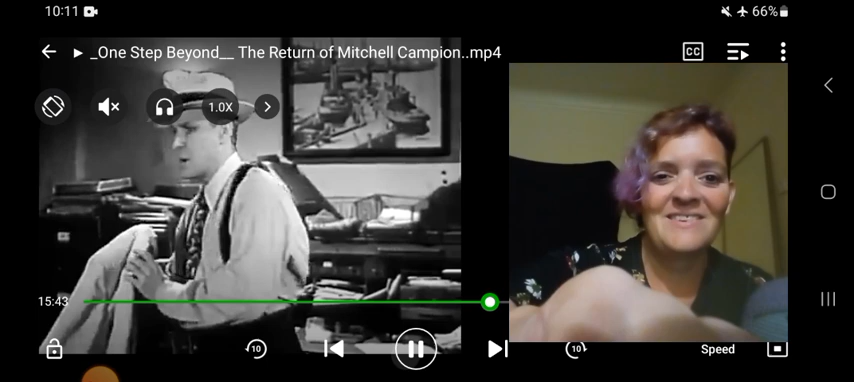 10:11
66%
▶ _One Step Beyond__ The Return of Mitchell Campion..mp4
CC
1.0X
15:43
10
10
Speed